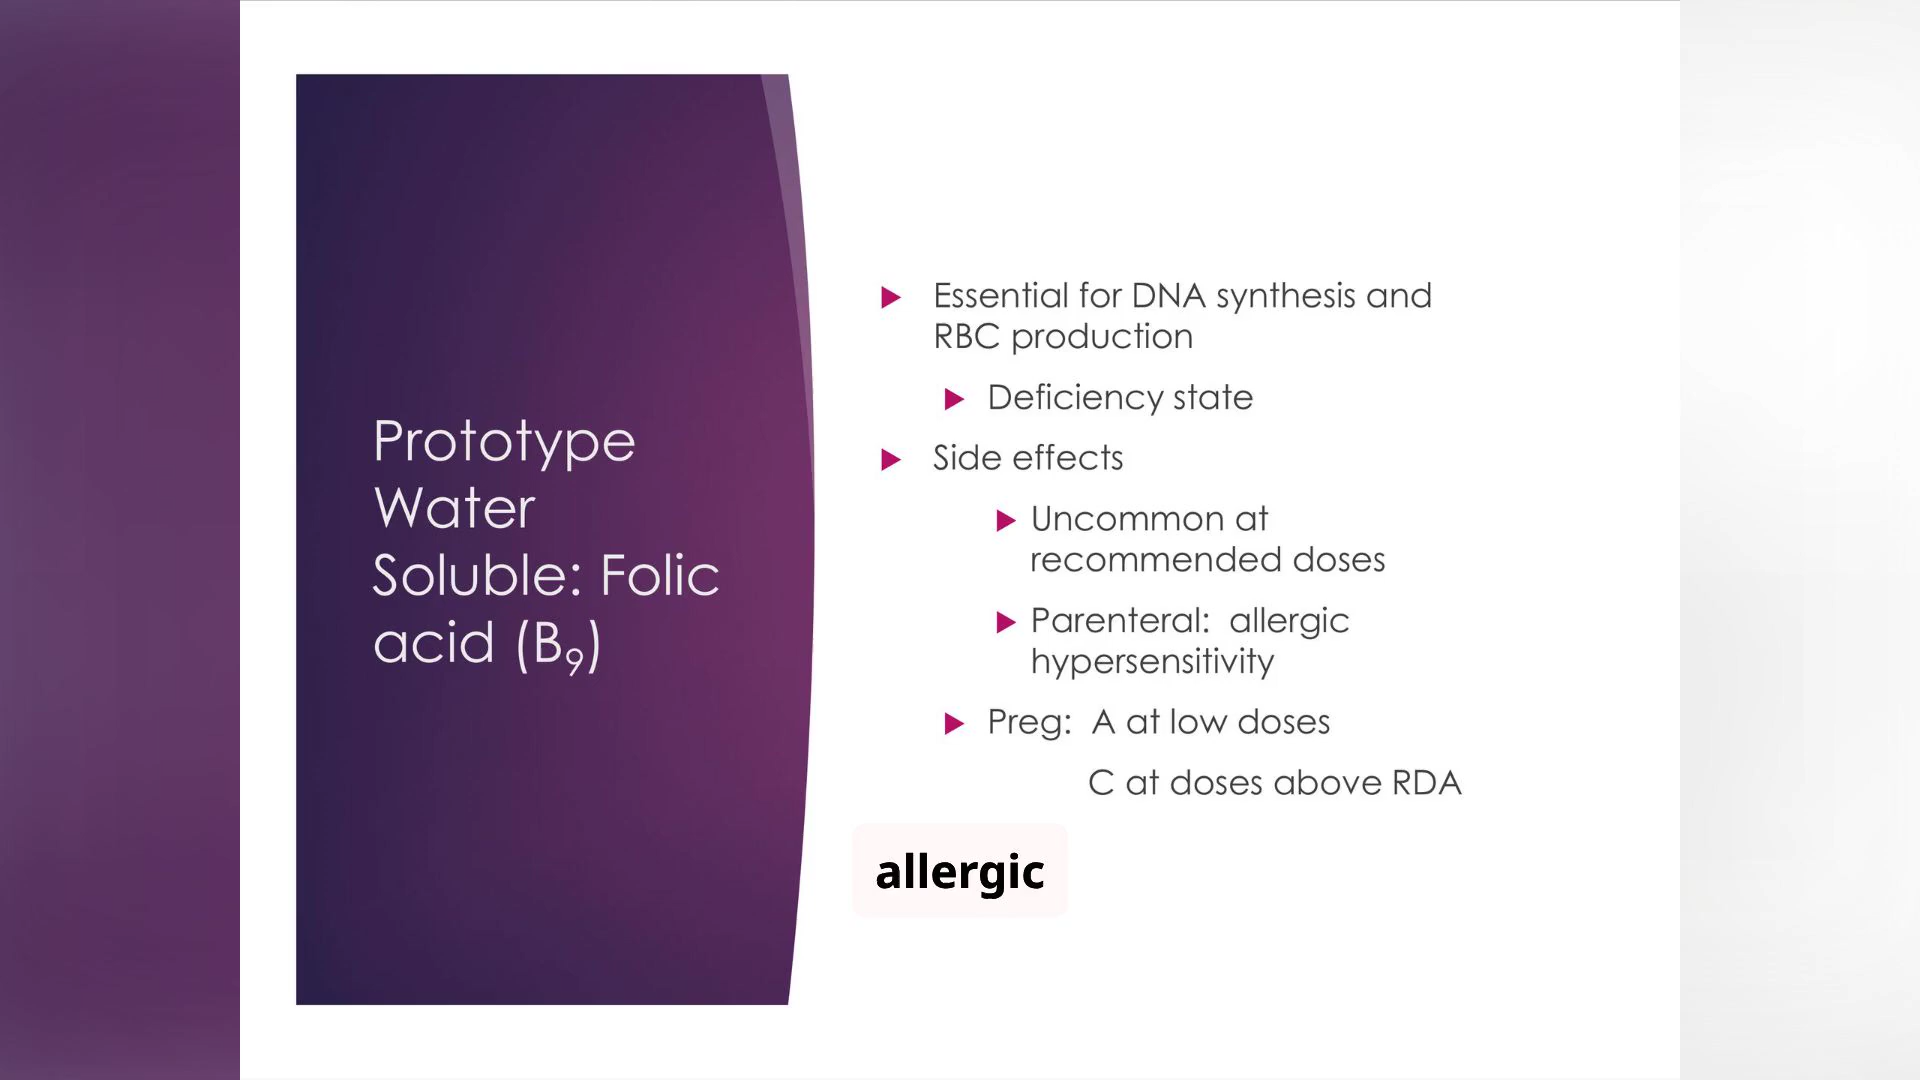 Prototype
Water
Soluble: Folic
acid (B₉)
Essential for DNA synthesis and
RBC production
Deficiency state
Side effects
Uncommon at
recommended doses
Parenteral: allergic
hypersensitivity
Preg: A at low doses
C at doses above RDA
allergic